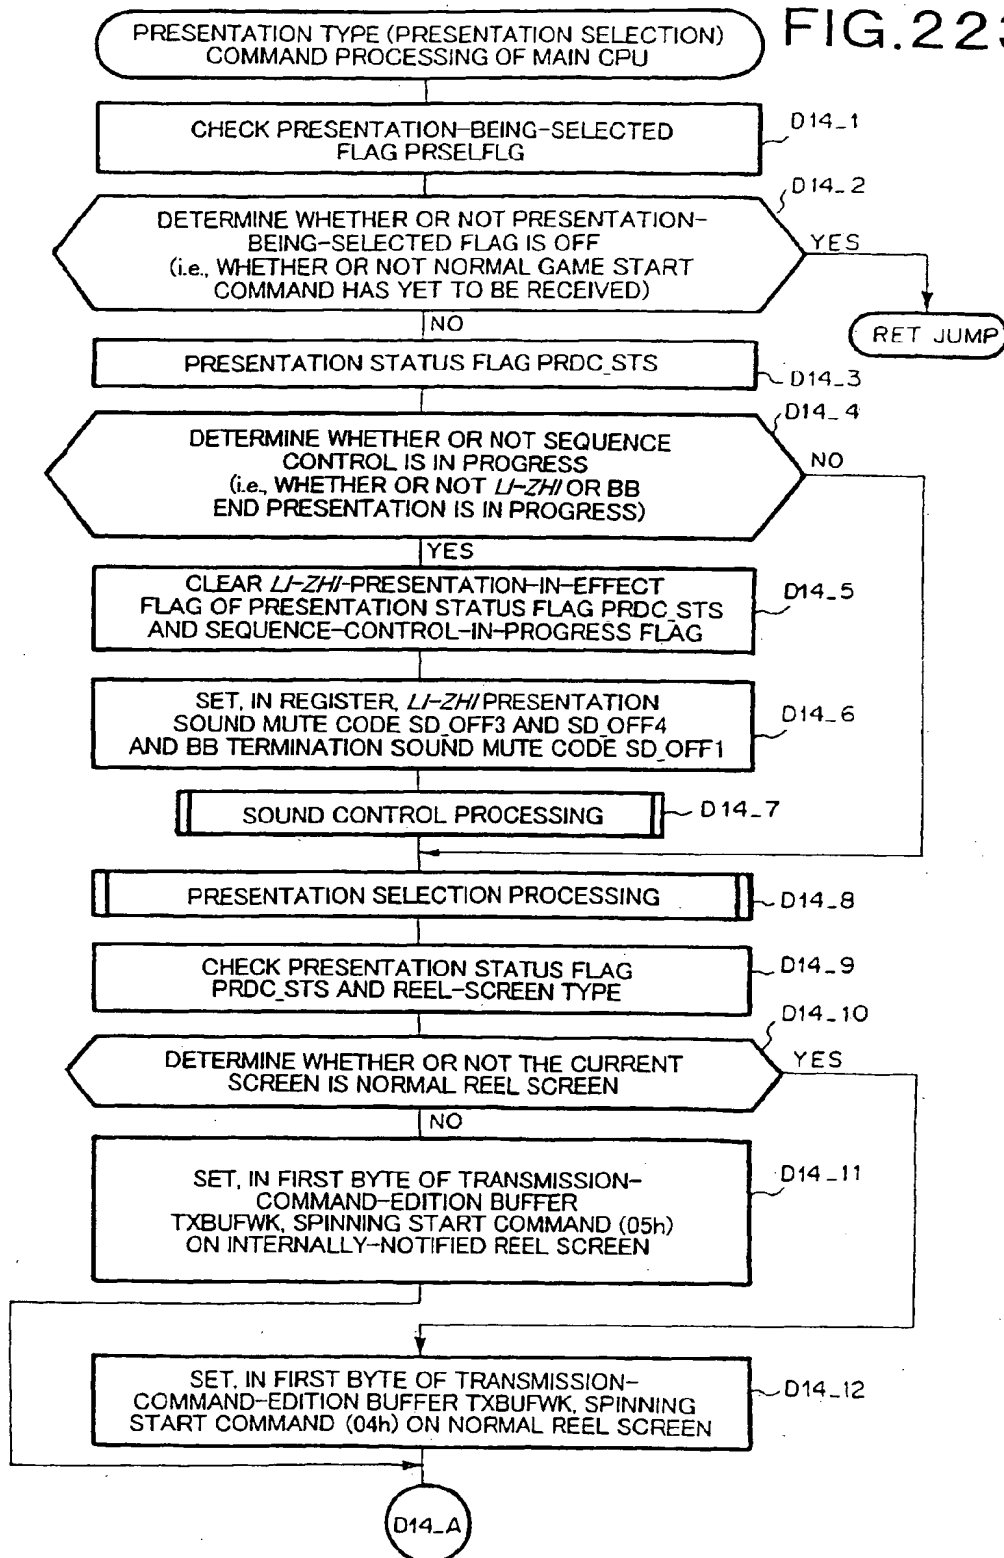 FIG.223
PRESENTATION TYPE (PRESENTATION SELECTION)
COMMAND PROCESSING OF MAIN CPU
CHECK PRESENTATION-BEING-SELECTED
FLAG PRSELFLG
D14_1
D14_2
DETERMINE WHETHER OR NOT PRESENTATION-
BEING-SELECTED FLAG IS OFF
(i.e., WHETHER OR NOT NORMAL GAME START
COMMAND HAS YET TO BE RECEIVED)
YES
RET JUMP
NO
PRESENTATION STATUS FLAG PRDC_STS
D14_3
D14_4
DETERMINE WHETHER OR NOT SEQUENCE
CONTROL IS IN PROGRESS
(i.e., WHETHER OR NOT LI-ZHI OR BB
END PRESENTATION IS IN PROGRESS)
NO
YES
CLEAR LI-ZHI-PRESENTATION-IN-EFFECT
FLAG OF PRESENTATION STATUS FLAG PRDC_STS
AND SEQUENCE-CONTROL-IN-PROGRESS FLAG
D14_5
SET, IN REGISTER, LI-ZHI PRESENTATION
SOUND MUTE CODE SD_OFF3 AND SD_OFF4
AND BB TERMINATION SOUND MUTE CODE SD_OFF1
D14_6
SOUND CONTROL PROCESSING
D14_7
PRESENTATION SELECTION PROCESSING
D14_8
CHECK PRESENTATION STATUS FLAG
PRDC_STS AND REEL-SCREEN TYPE
D14_9
D14_10
DETERMINE WHETHER OR NOT THE CURRENT
SCREEN IS NORMAL REEL SCREEN
YES
NO
SET, IN FIRST BYTE OF TRANSMISSION-
COMMAND-EDITION BUFFER
TXBUFWK, SPINNING START COMMAND (05h)
ON INTERNALLY-NOTIFIED REEL SCREEN
D14_11
SET, IN FIRST BYTE OF TRANSMISSION-
COMMAND-EDITION BUFFER TXBUFWK, SPINNING
START COMMAND (04h) ON NORMAL REEL SCREEN
D14_12
D14_A